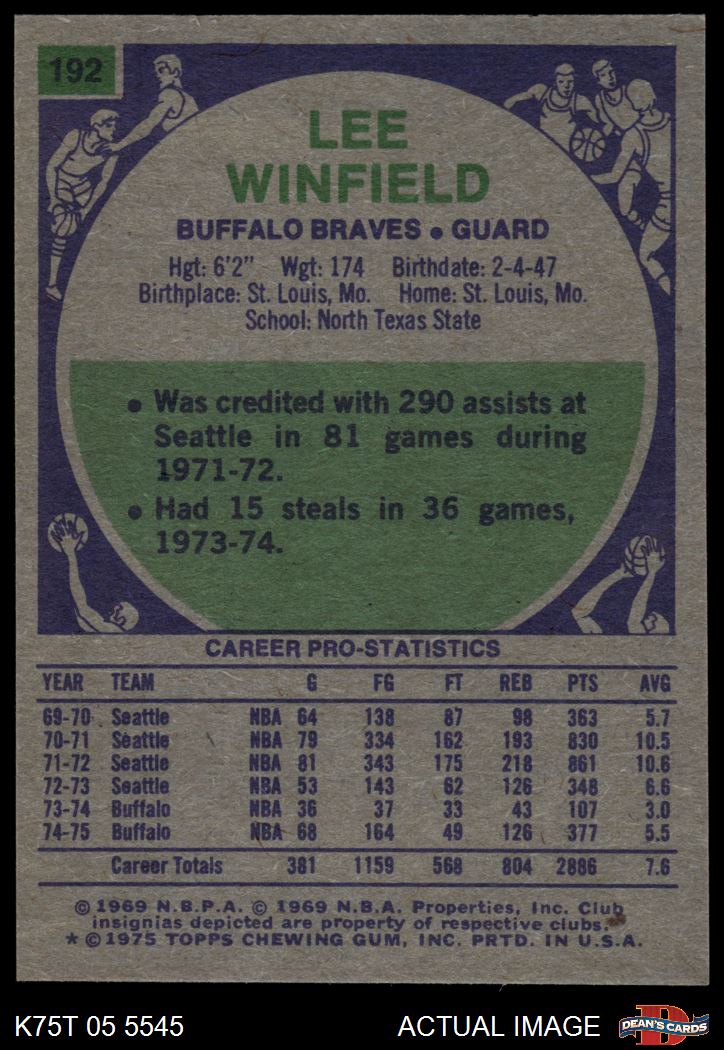 192
LEE
WINFIELD
BUFFALO BRAVES • GUARD
Hgt: 6'2" Wgt: 174 Birthdate: 2-4-47
Birthplace: St. Louis, Mo. Home: St. Louis, Mo.
School: North Texas State
• Was credited with 290 assists at
Seattle in 81 games during
1971-72.
• Had 15 steals in 36 games,
1973-74.
CAREER PRO-STATISTICS
YEAR TEAM G FG FT REB PTS AVG
69-70 Seattle NBA 64 138 87 98 363 5.7
70-71 Seattle NBA 79 334 162 193 830 10.5
71-72 Seattle NBA 81 343 175 218 861 10.6
72-73 Seattle NBA 53 143 62 126 348 6.6
73-74 Buffalo NBA 36 37 33 43 107 3.0
74-75 Buffalo NBA 68 164 49 126 377 5.5
Career Totals 381 1159 568 804 2886 7.6
© 1969 N.B.P.A. © 1969 N.B.A. Properties, Inc. Club
insignias depicted are property of respective clubs.
* © 1975 TOPPS CHEWING GUM, INC. PRTD. IN U.S.A.
K75T 05 5545 ACTUAL IMAGE
D
DEAN'S CARDS